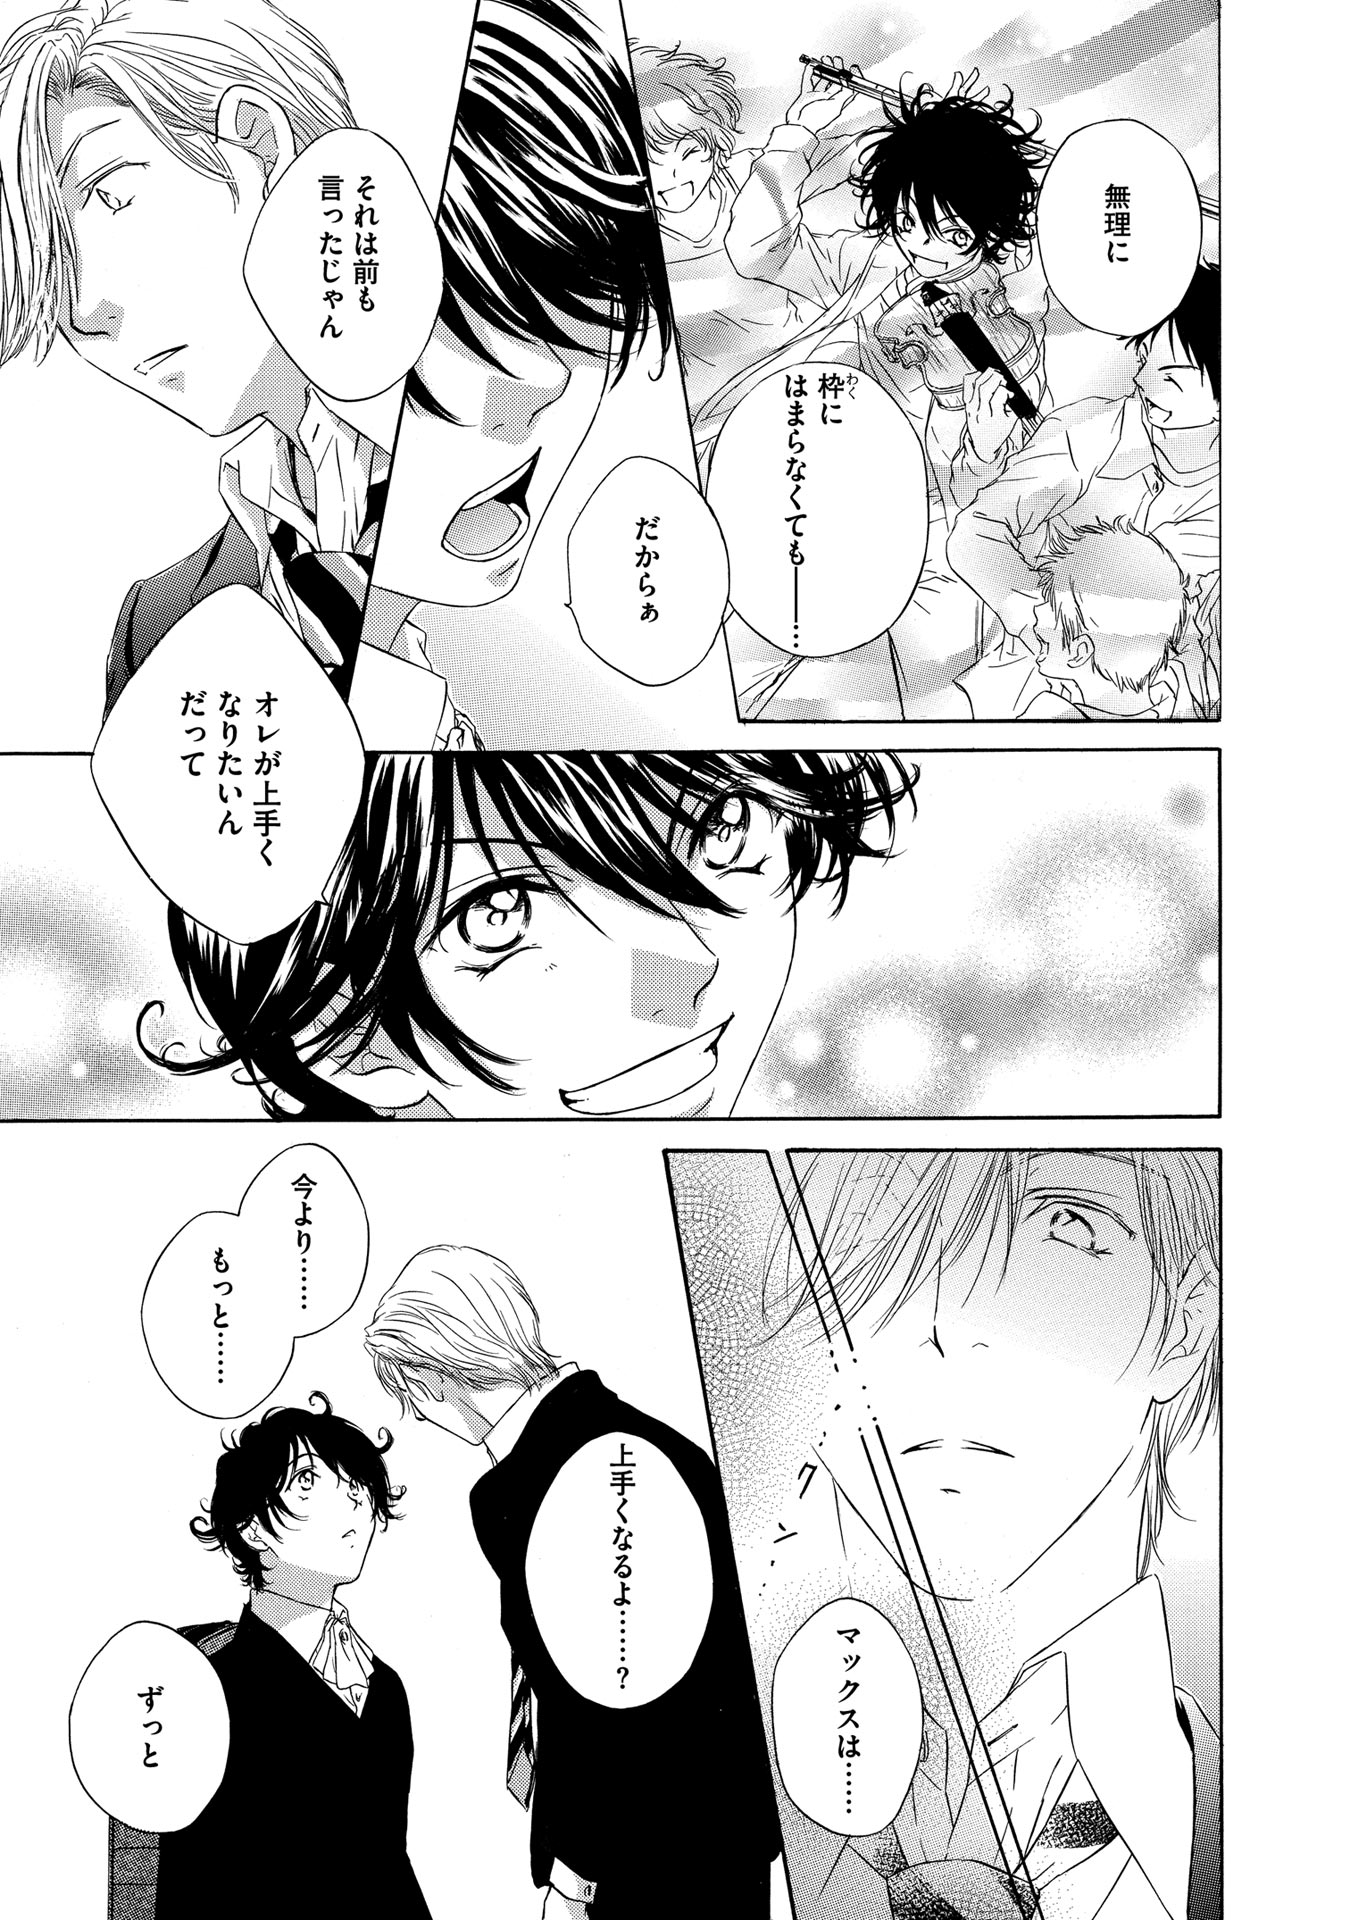 無理に
枠に
わく
はまらなくても――…
だからぁ
それは前も
言ったじゃん
オレが上手く
なりたいん
だって
クン…
マックスは……
上手くなるよ……?
今より……
もっと……
ずっと